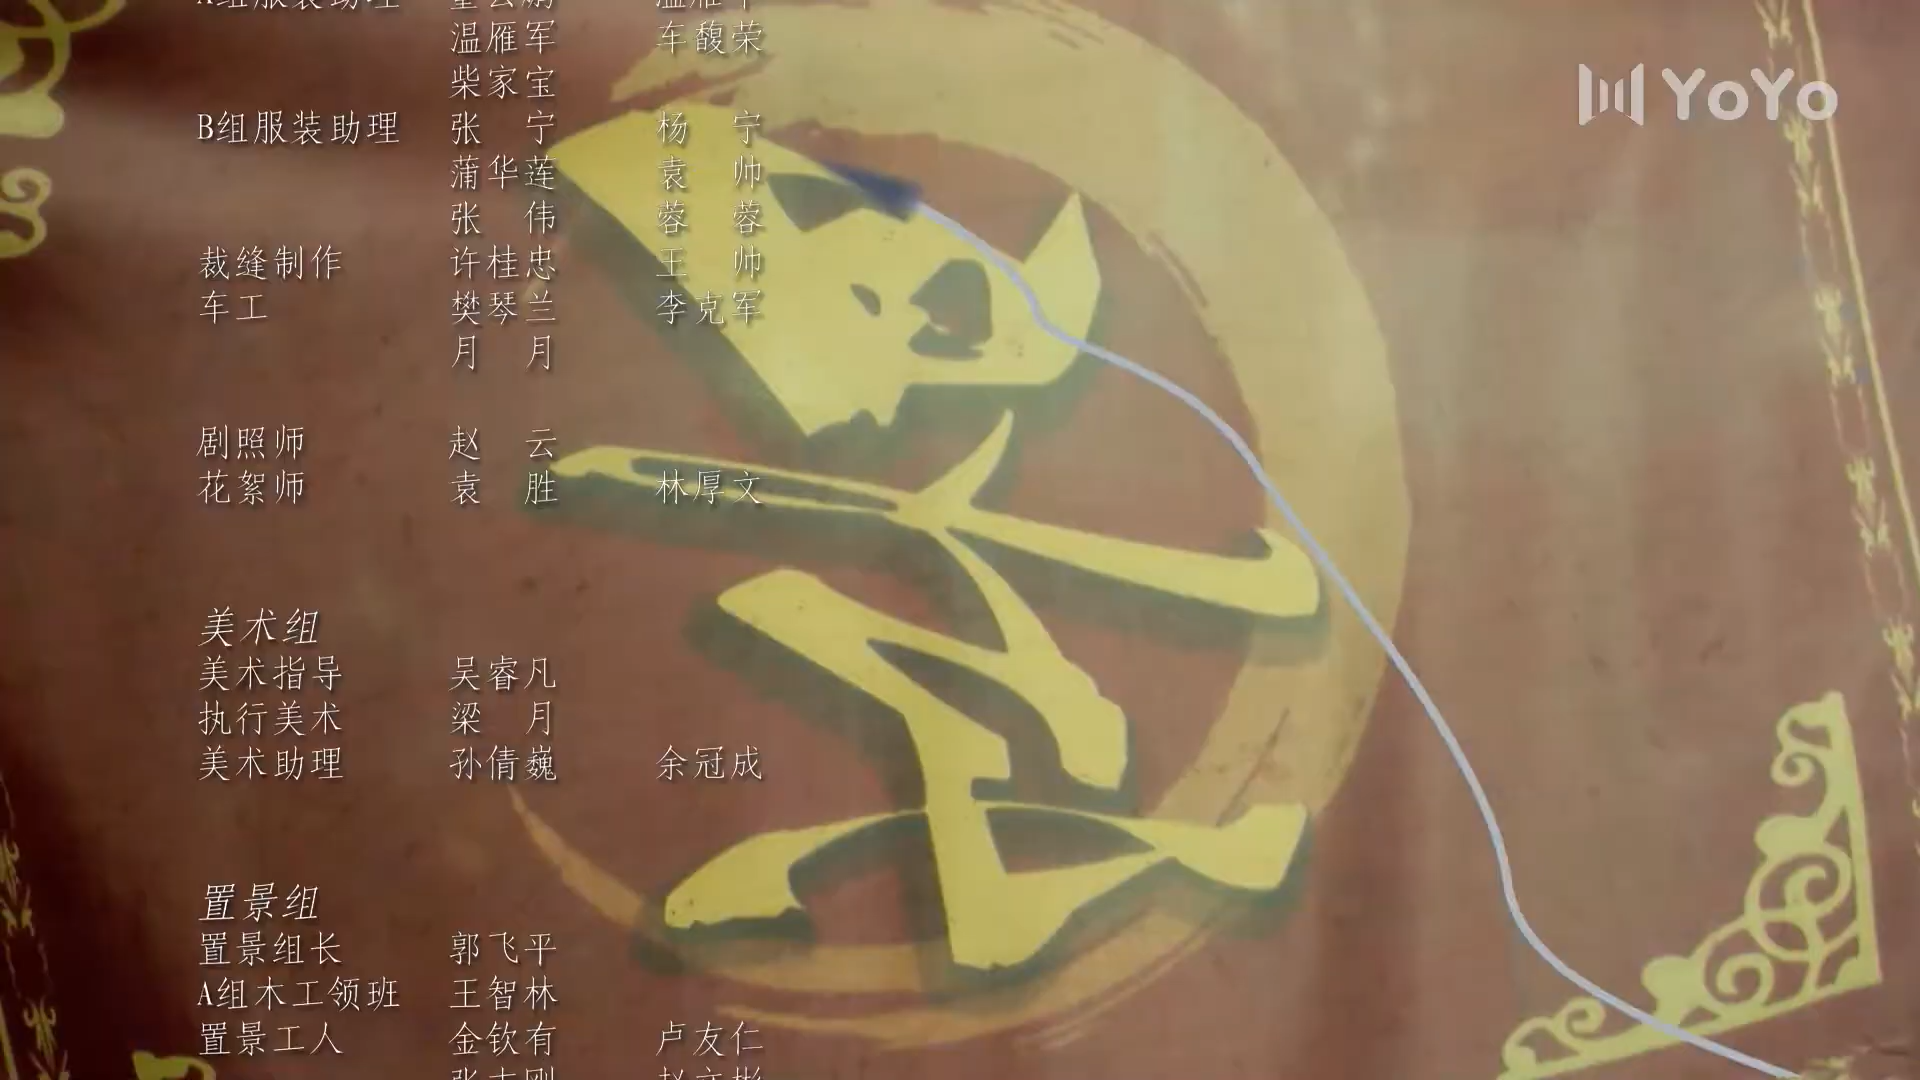 YoYo
温雁军 车馥荣
柴家宝
B组服装助理 张 宁 杨 宁
蒲华莲 袁 帅
张 伟 蓉 蓉
裁缝制作 许桂忠 王 帅
车工 樊琴兰 李克军
月 月
剧照师 赵 云
花絮师 袁 胜 林厚文
美术组
美术指导 吴睿凡
执行美术 梁 月
美术助理 孙倩巍 余冠成
置景组
置景组长 郭飞平
A组木工领班 王智林
置景工人 金钦有 卢友仁